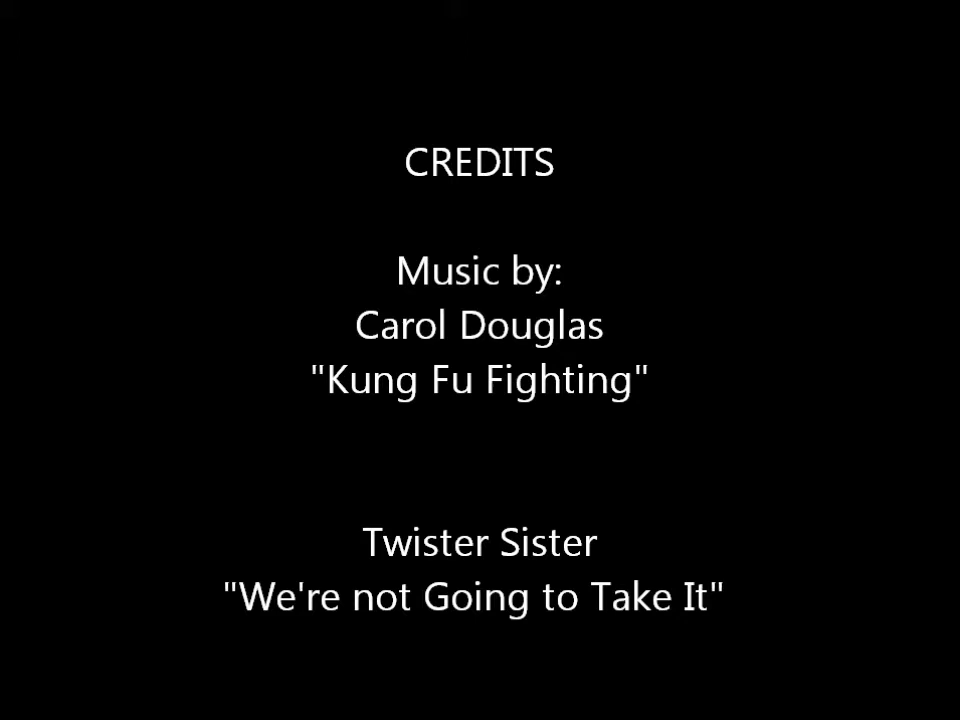 CREDITS
Music by:
Carol Douglas
"Kung Fu Fighting"
Twister Sister
"We're not Going to Take It"